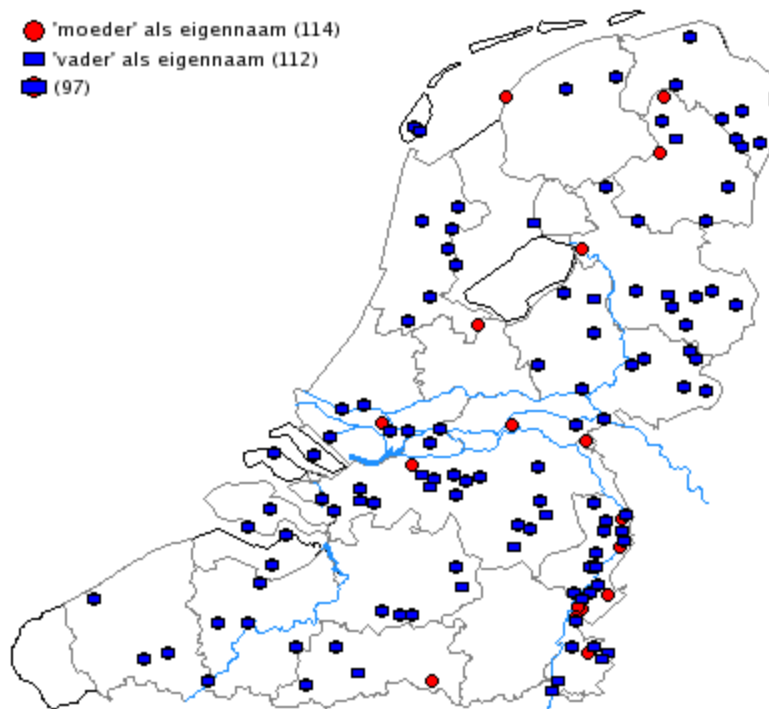 'moeder' als eigennaam (114)
'vader' als eigennaam (112)
(97)